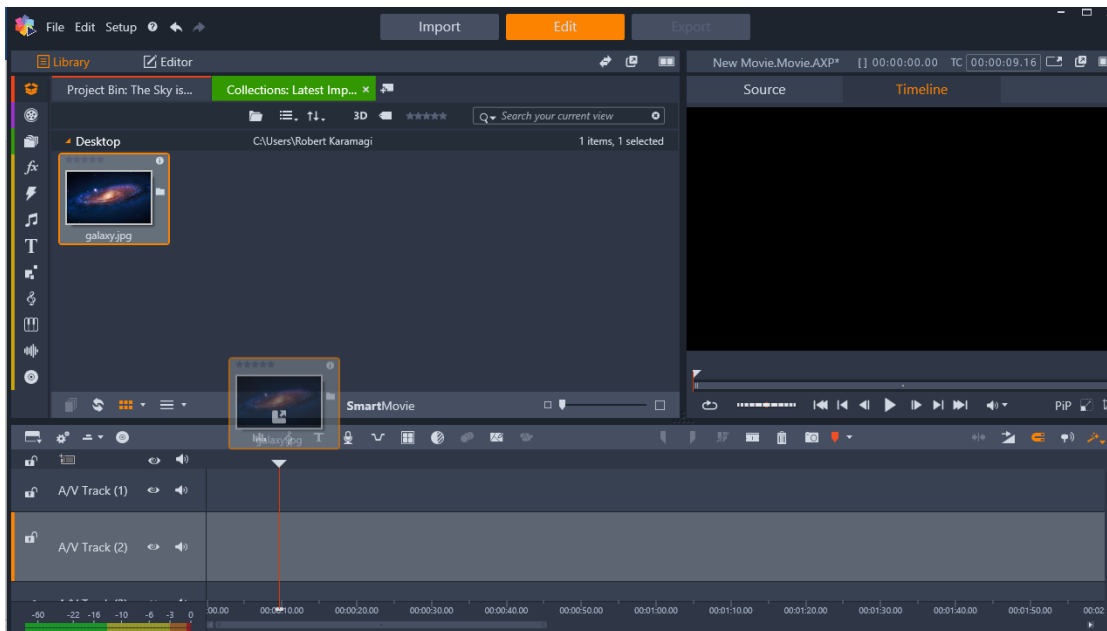 File Edit Setup
Import Edit Export
Library Editor
New Movie.Movie.AXP* [ ] 00:00:00.00 TC 00:00:09.16
Project Bin: The Sky is... Collections: Latest Imp... ×
Source Timeline
3D
Search your current view
Desktop C:\Users\Robert Karamagi 1 items, 1 selected
galaxy.jpg
SmartMovie
PiP
A/V Track (1)
A/V Track (2)
-60 -22 -16 -10 -6 -3 0
:00.00 00:00:10.00 00:00:20.00 00:00:30.00 00:00:40.00 00:00:50.00 00:01:00.00 00:01:10.00 00:01:20.00 00:01:30.00 00:01:40.00 00:01:50.00 00:02